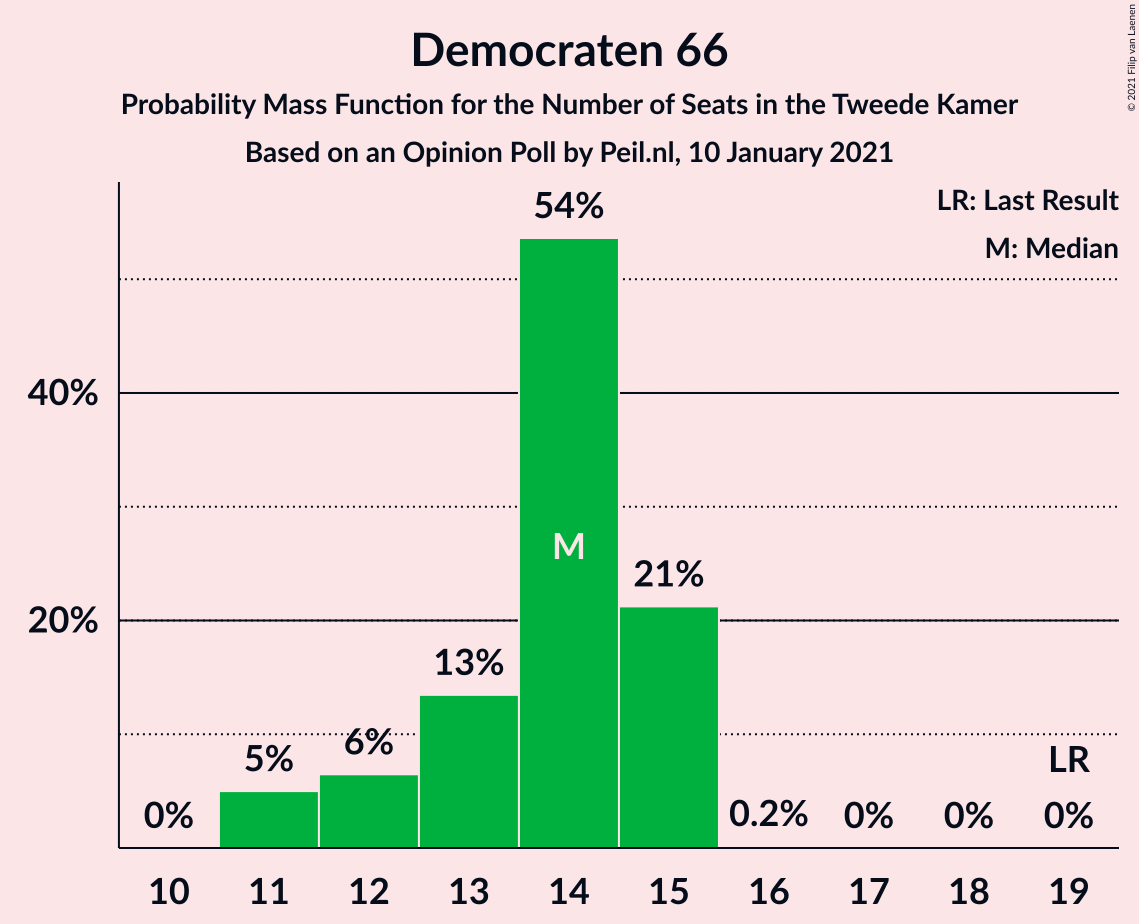 Democraten 66
Probability Mass Function for the Number of Seats in the Tweede Kamer
Based on an Opinion Poll by Peil.nl, 10 January 2021
© 2021 Filip van Laenen
LR: Last Result
M: Median
54%
40%
M
21%
20%
13%
6%
5%
LR
0%
0.2%
0%
0%
0%
10 11 12 13 14 15 16 17 18 19